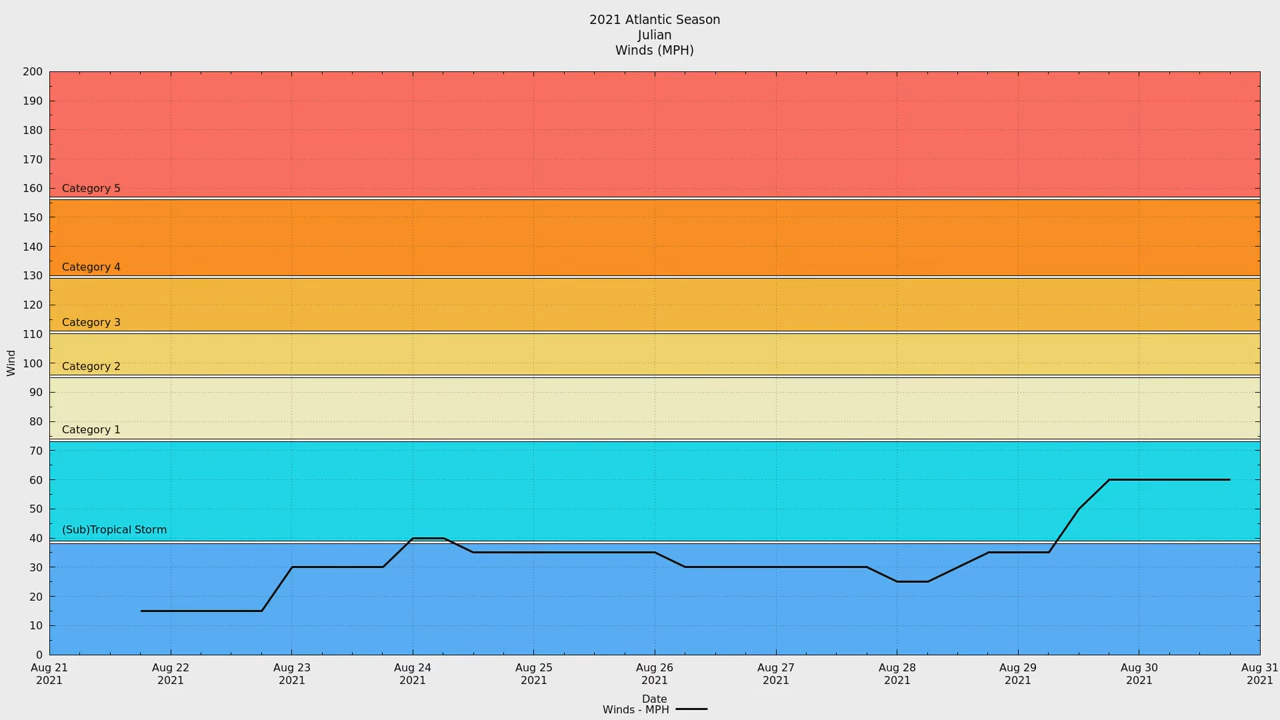 2021 Atlantic Season
Julian
Winds (MPH)
200
190
180
170
160
150
140
130
120
110
100
90
80
70
60
50
40
30
20
10
0
Wind
Category 5
Category 4
Category 3
Category 2
Category 1
(Sub)Tropical Storm
Aug 21 Aug 22 Aug 23 Aug 24 Aug 25 Aug 26 Aug 27 Aug 28 Aug 29 Aug 30 Aug 31
2021 2021 2021 2021 2021 2021 2021 2021 2021 2021 2021
Date
Winds - MPH